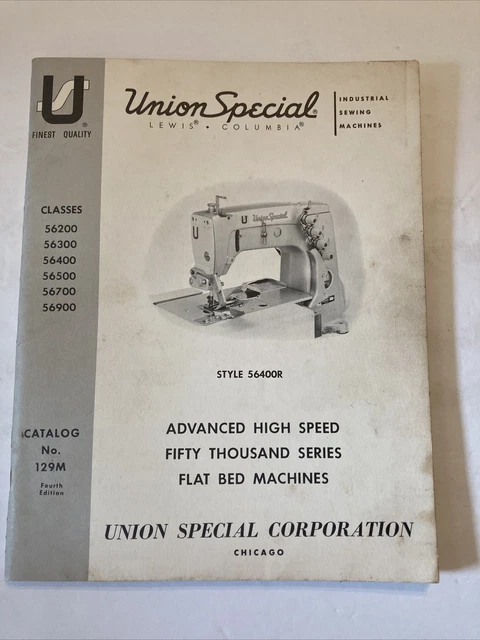 US®
FINEST QUALITY
Union Special®
LEWIS® • COLUMBIA®
INDUSTRIAL
SEWING
MACHINES
CLASSES
56200
56300
56400
56500
56700
56900
U Union Special
U
STYLE 56400R
CATALOG
No.
129M
Fourth
Edition
ADVANCED HIGH SPEED
FIFTY THOUSAND SERIES
FLAT BED MACHINES
UNION SPECIAL CORPORATION
CHICAGO